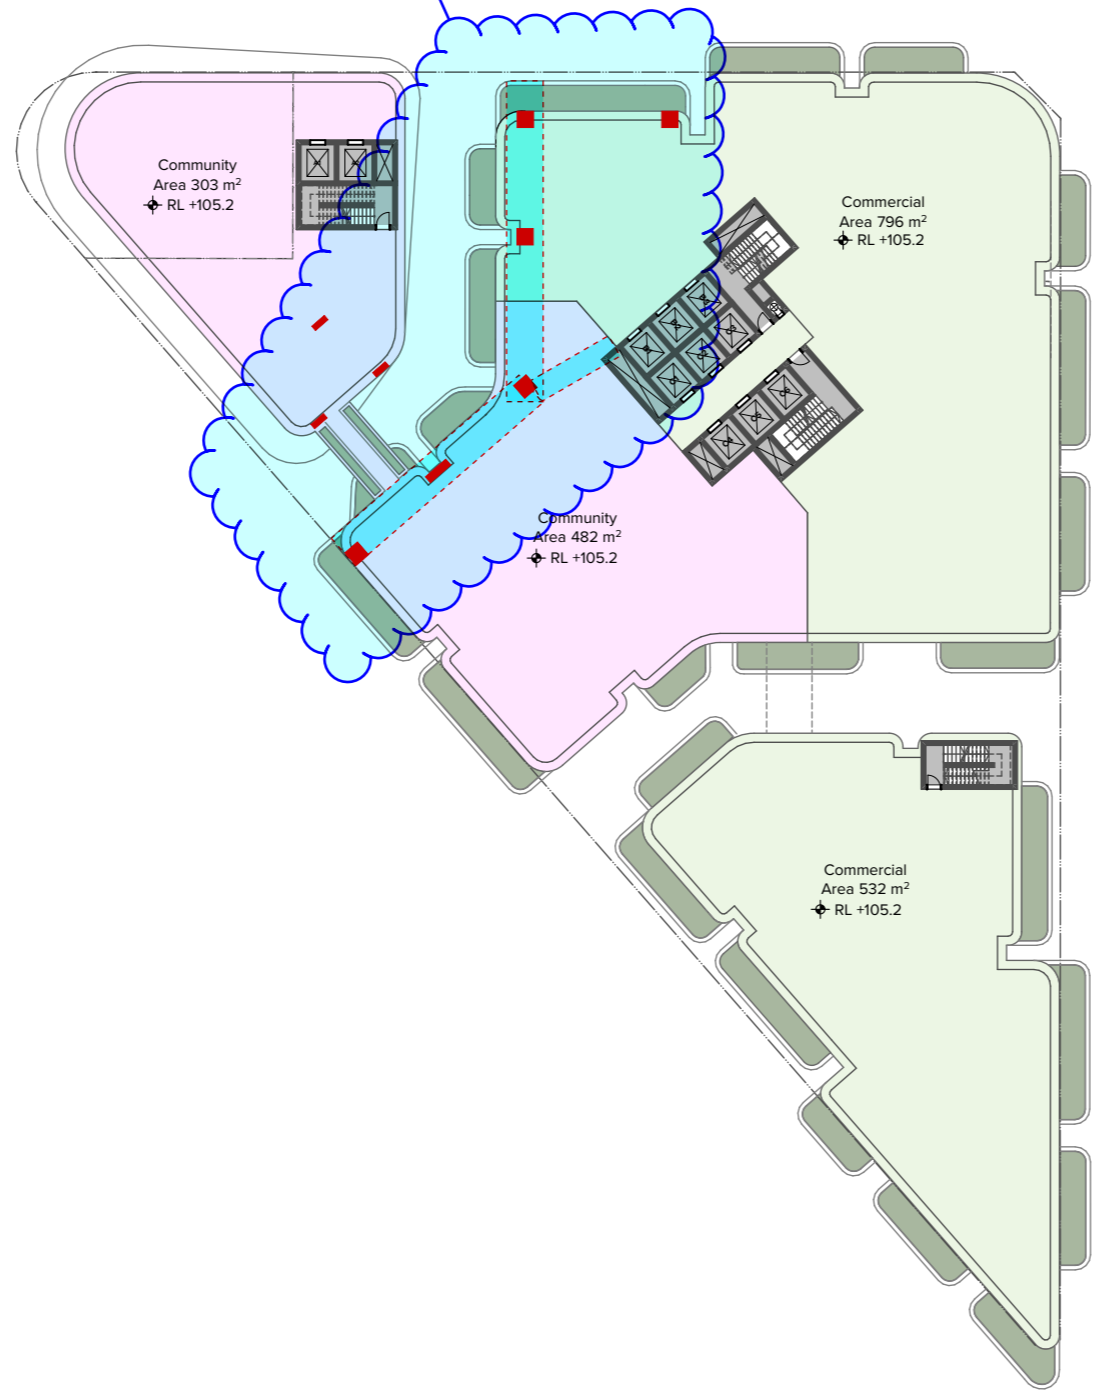 Community
Area 303 m²
RL +105.2
Commercial
Area 796 m²
RL +105.2
Community
Area 482 m²
RL +105.2
Commercial
Area 532 m²
RL +105.2